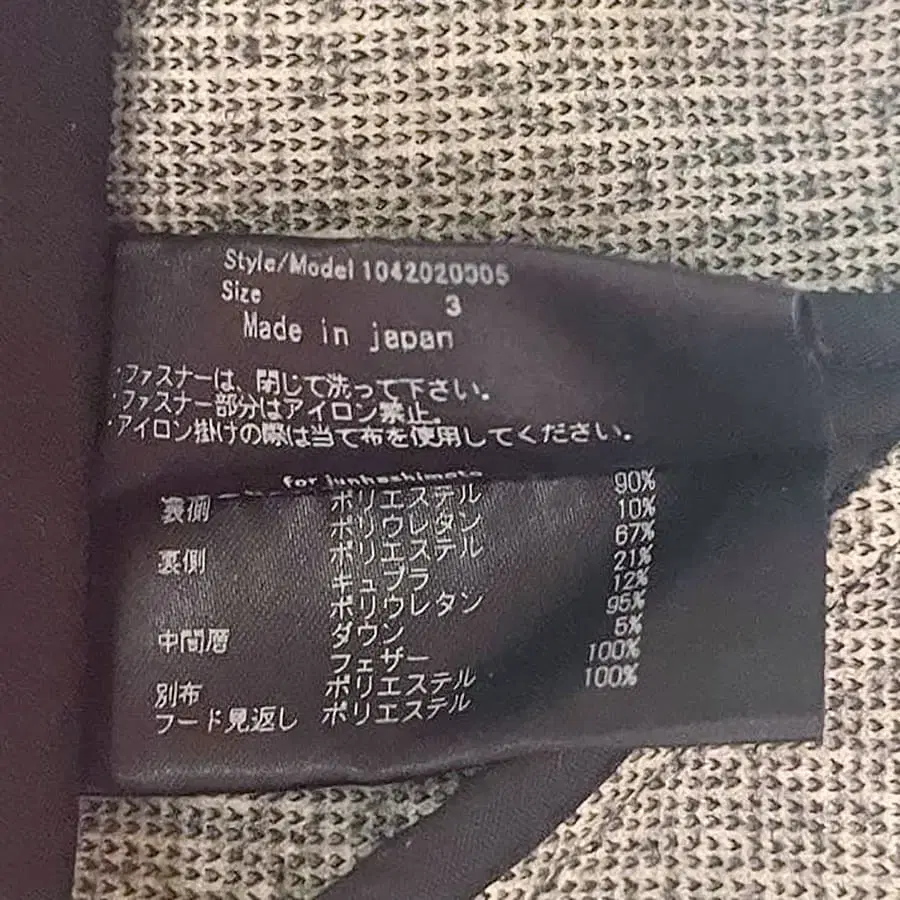 Style/Model 1042020005
Size 3
Made in japan
・ファスナーは、閉じて洗って下さい。
・ファスナー部分はアイロン禁止。
・アイロン掛けの際は当て布を使用してください。
for junhashimoto
表側 ポリエステル 90%
ポリウレタン 10%
裏側 ポリエステル 67%
キュプラ 21%
ポリウレタン 12%
中間層 ダウン 95%
フェザー 5%
別布 ポリエステル 100%
フード見返し ポリエステル 100%